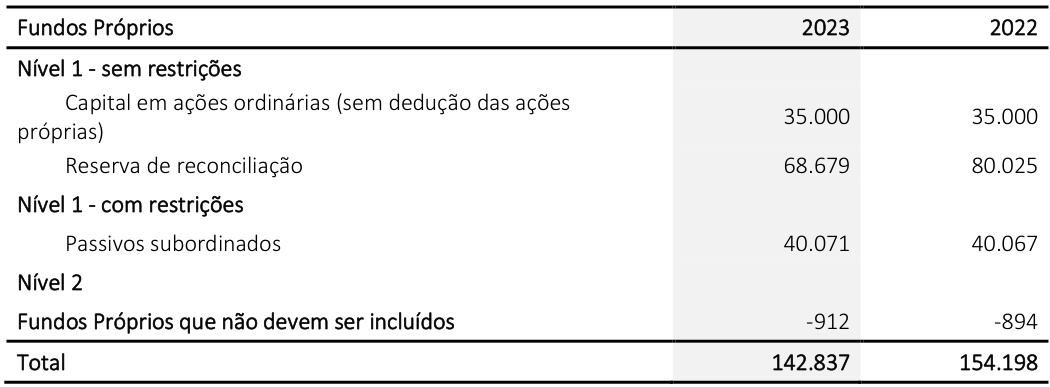 Fundos Próprios 2023 2022
Nível 1 - sem restrições
Capital em ações ordinárias (sem dedução das ações
próprias) 35.000 35.000
Reserva de reconciliação 68.679 80.025
Nível 1 - com restrições
Passivos subordinados 40.071 40.067
Nível 2
Fundos Próprios que não devem ser incluídos -912 -894
Total 142.837 154.198